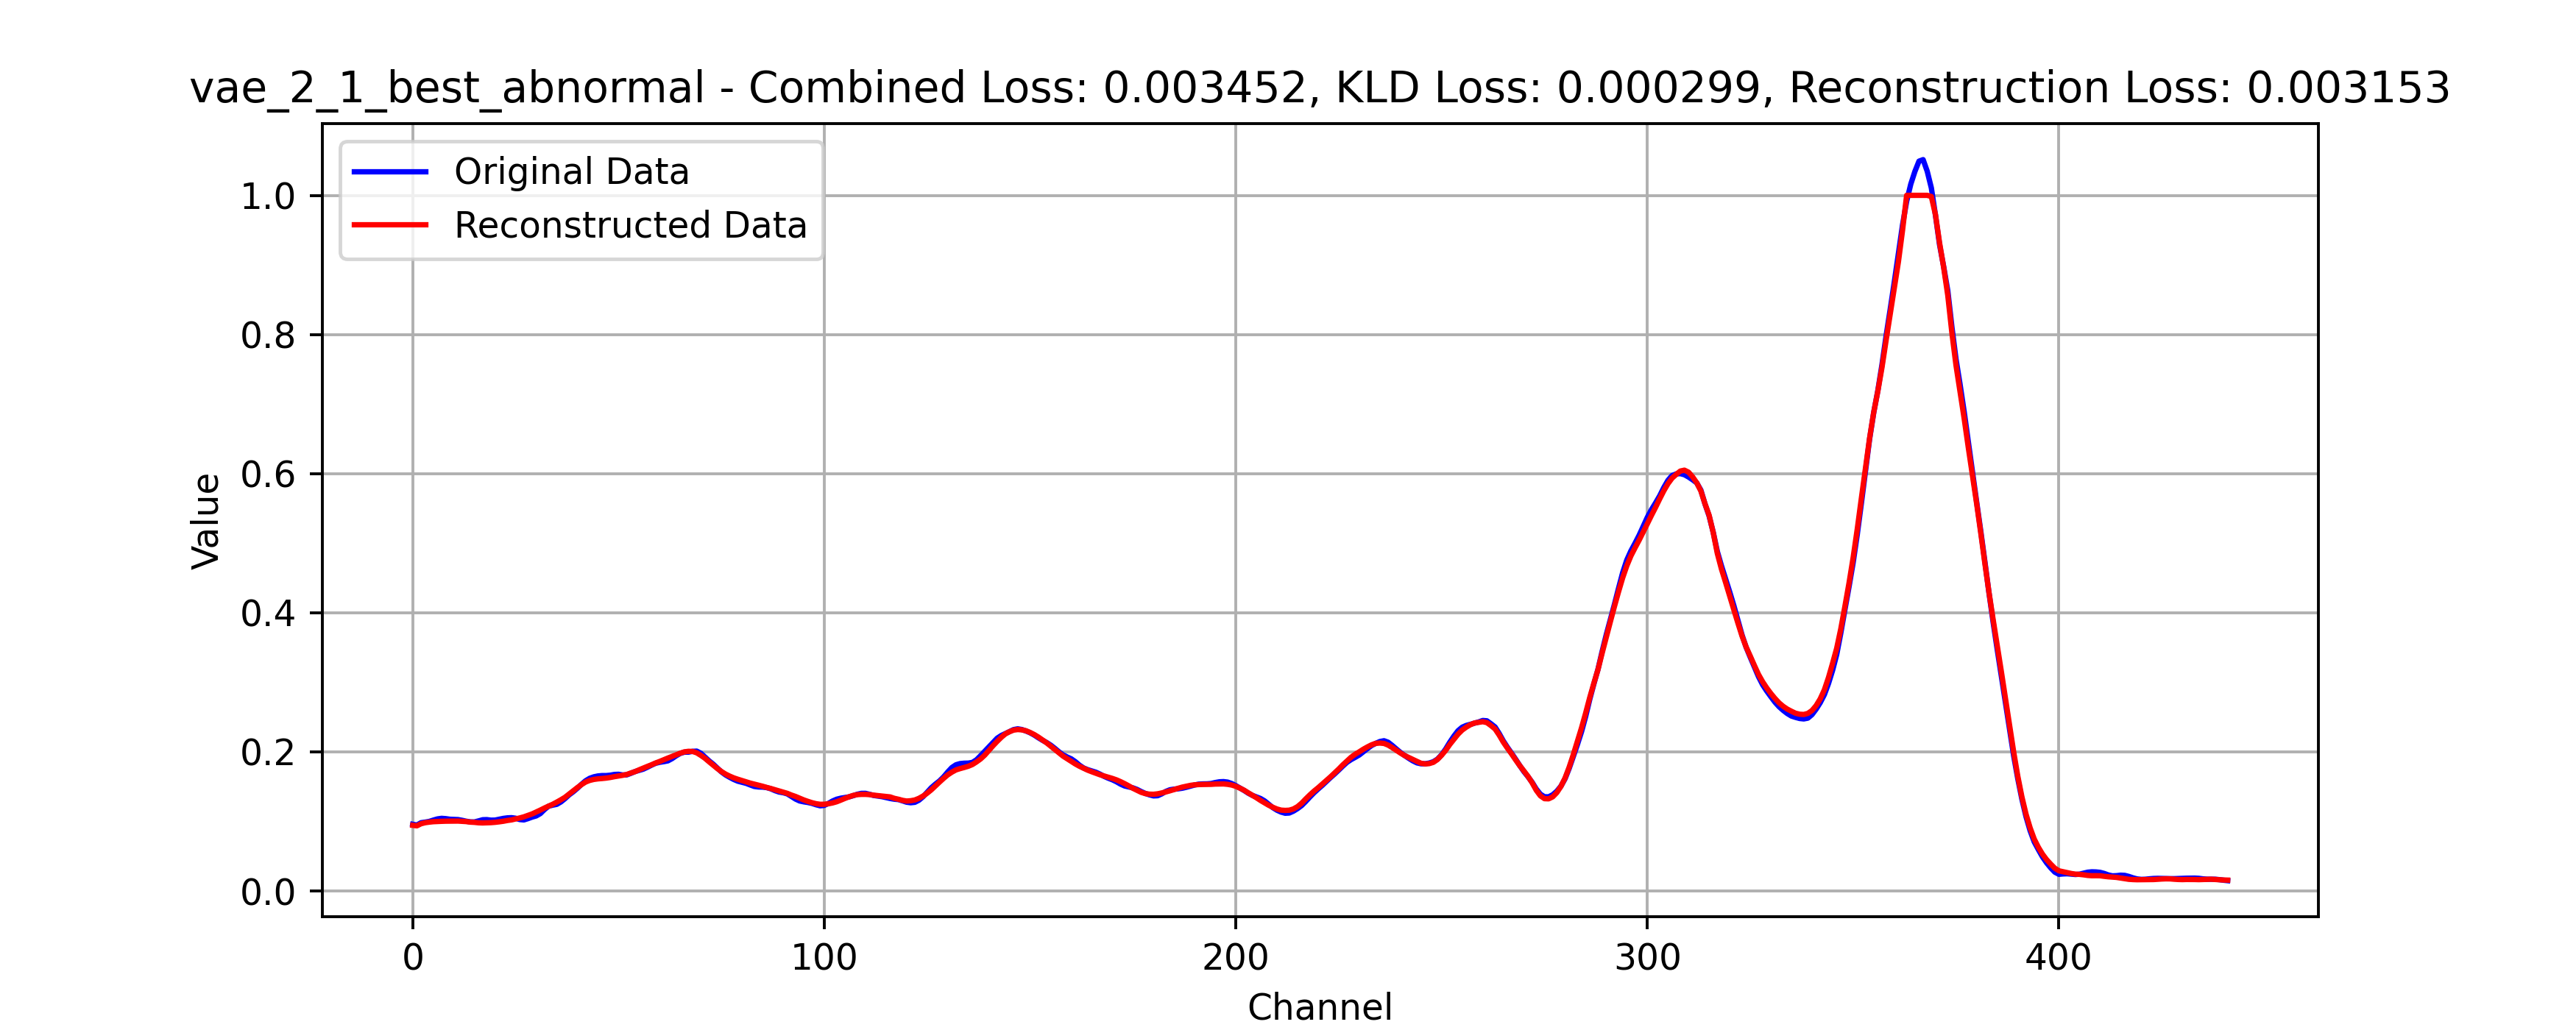 vae_2_1_best_abnormal - Combined Loss: 0.003452, KLD Loss: 0.000299, Reconstruction Loss: 0.003153
Original Data
Reconstructed Data
1.0
0.8
0.6
0.4
0.2
0.0
Value
0 100 200 300 400
Channel